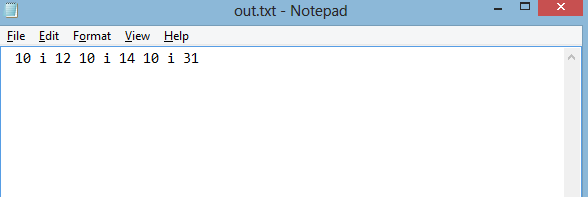 out.txt - Notepad
File Edit Format View Help
10 i 12 10 i 14 10 i 31